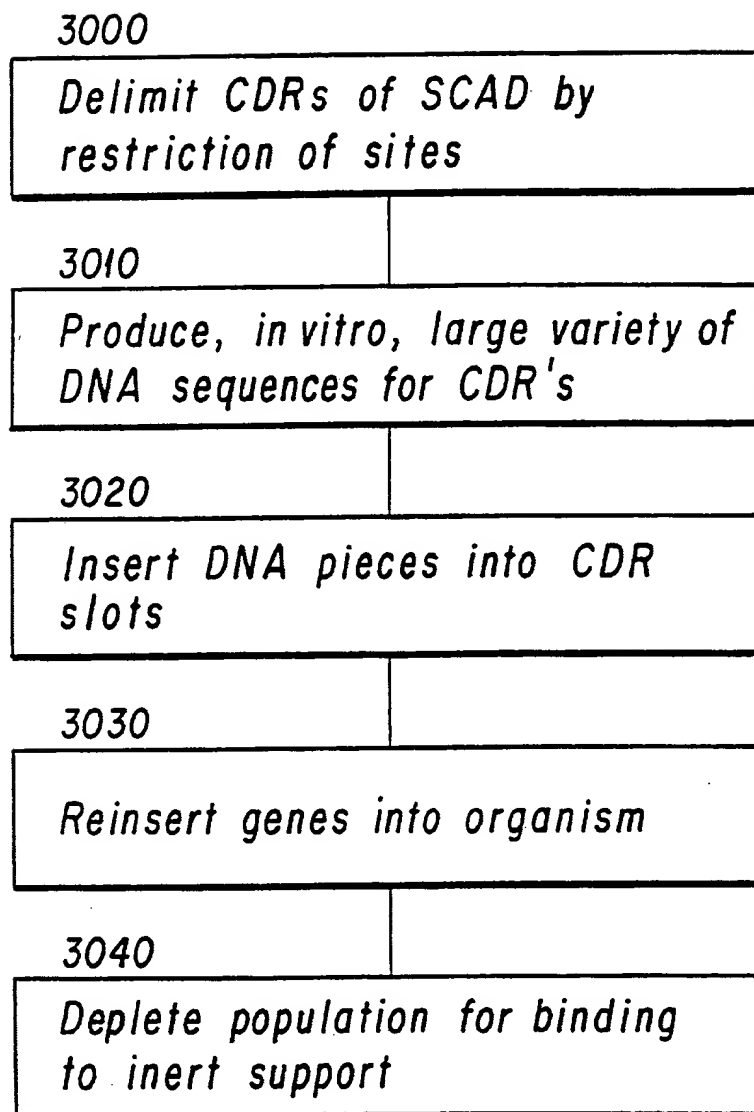 3000
Delimit CDRs of SCAD by
restriction of sites
3010
Produce, in vitro, large variety of
DNA sequences for CDR's
3020
Insert DNA pieces into CDR
slots
3030
Reinsert genes into organism
3040
Deplete population for binding
to inert support